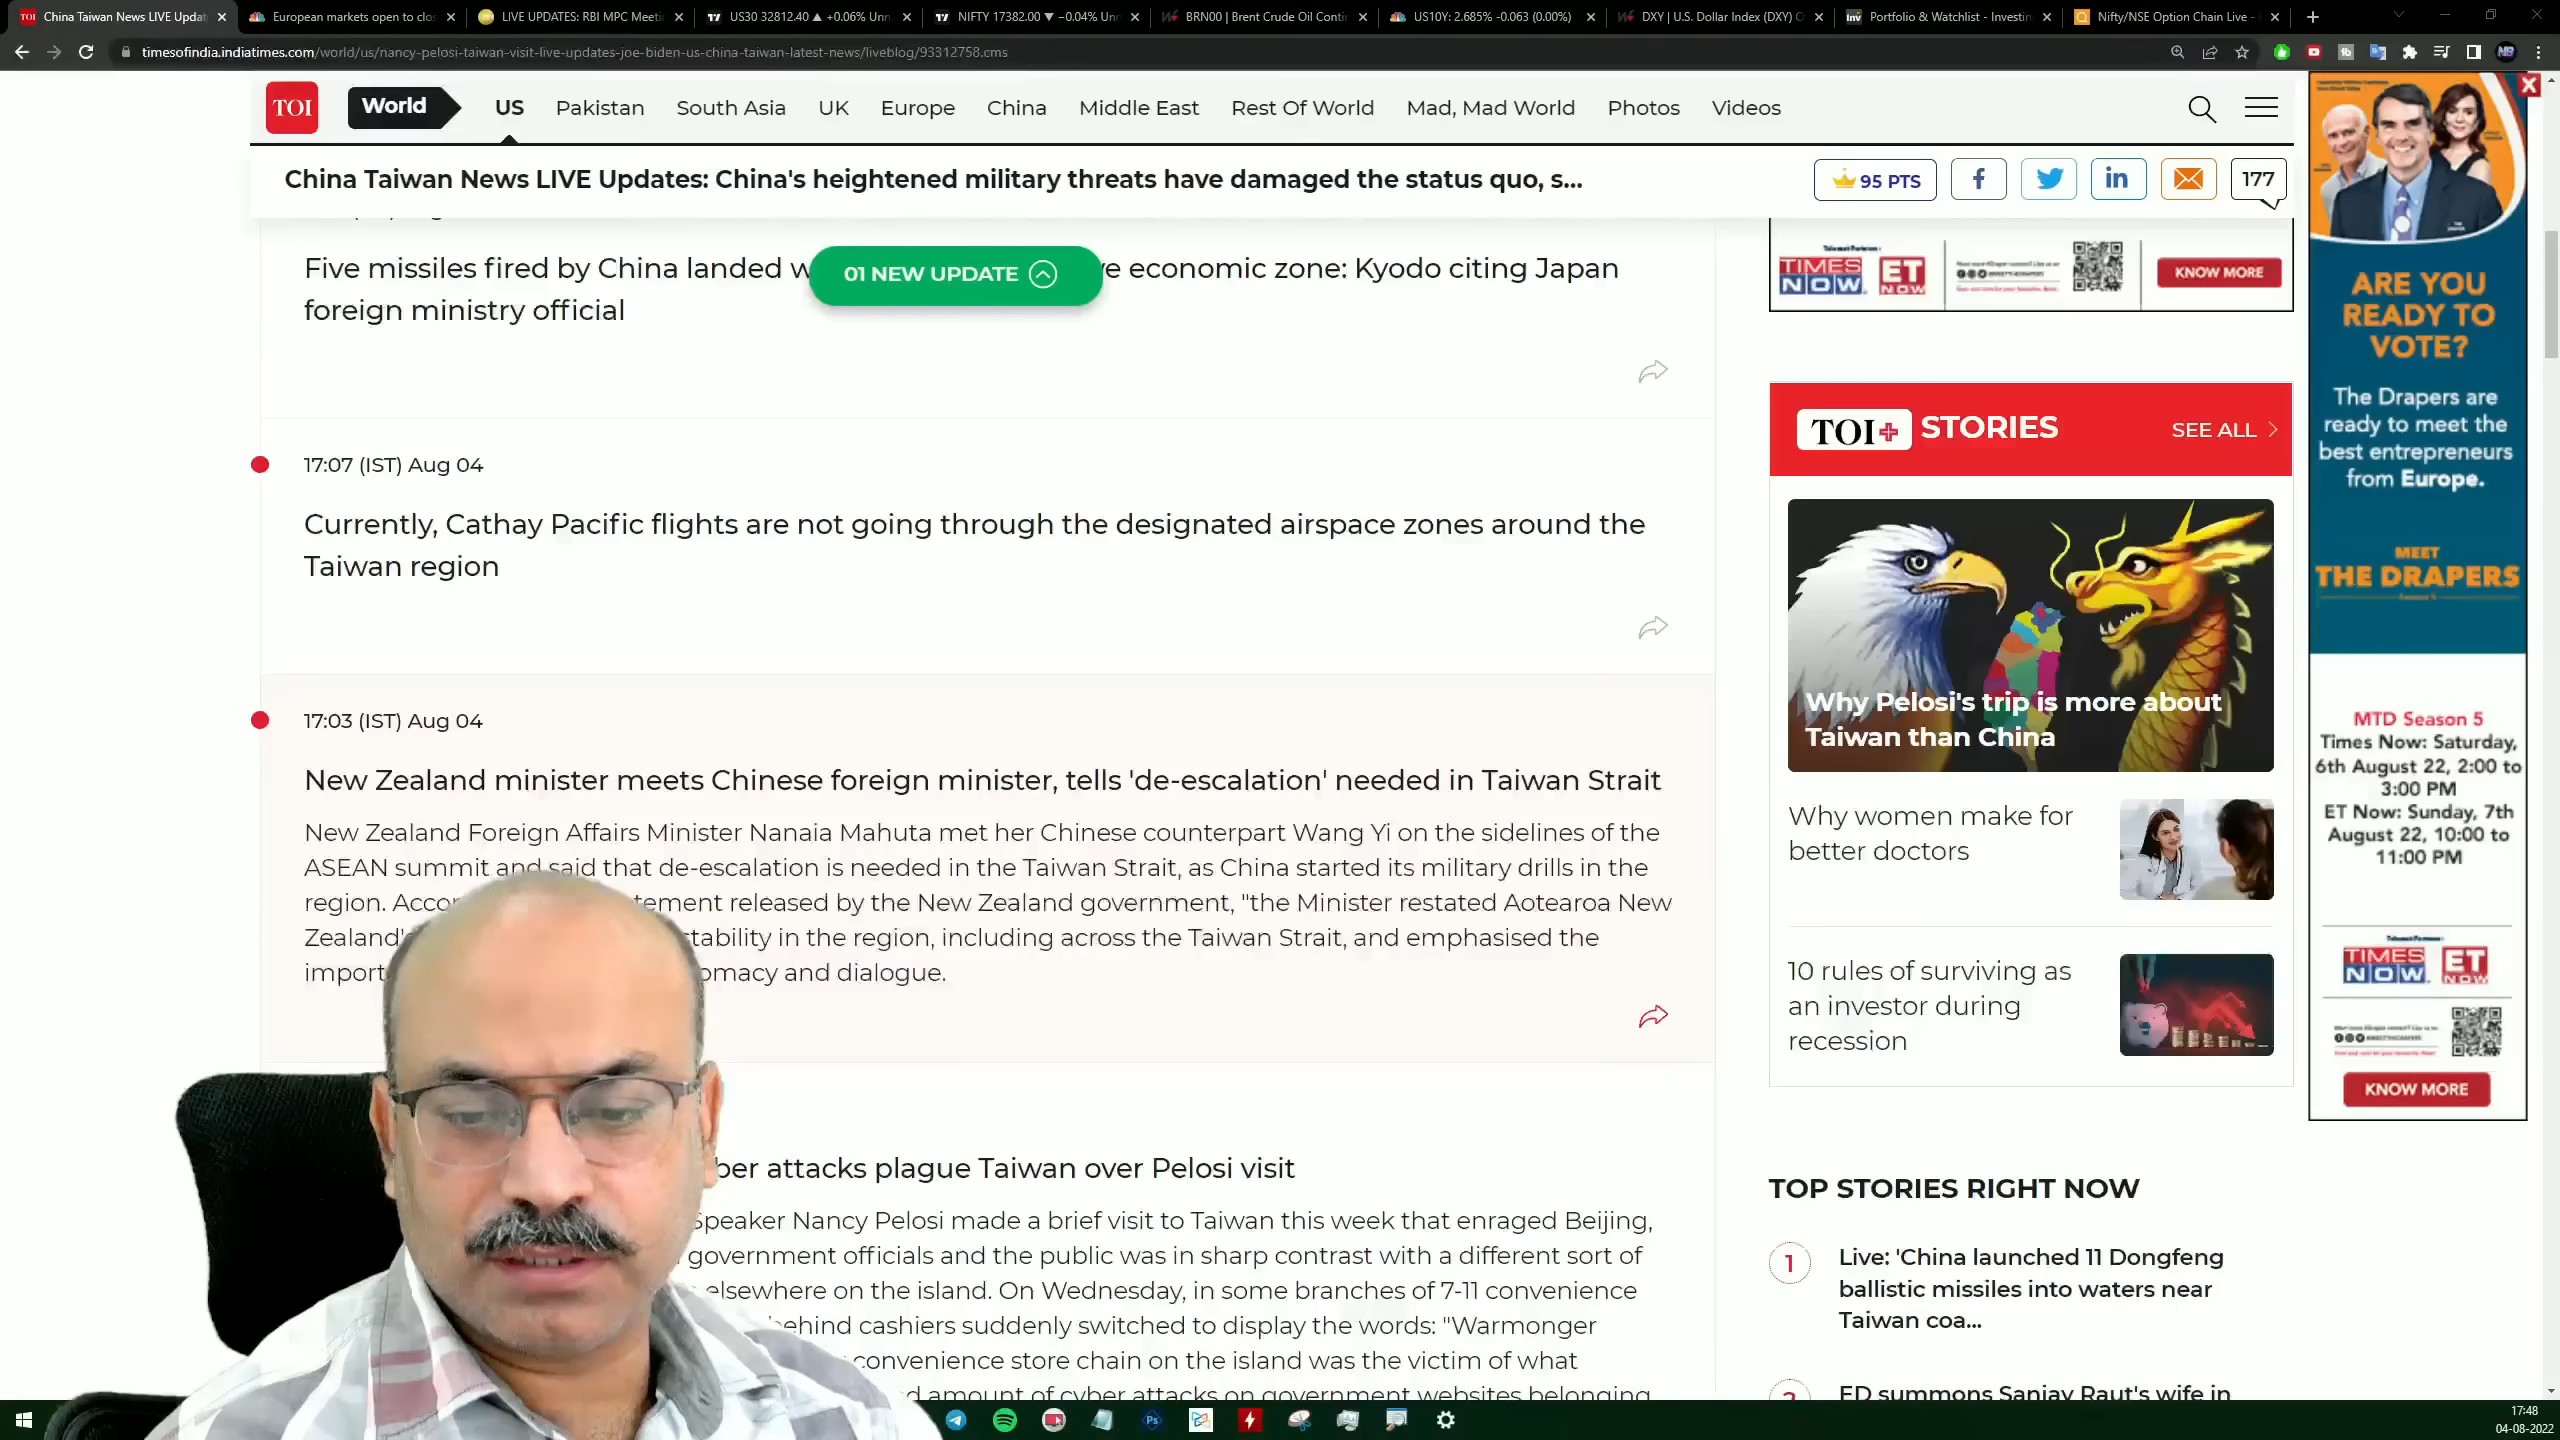 China Taiwan News LIVE Updat
European markets open to clos
LIVE UPDATES: RBI MPC Meeti
US30 32812.40 ▲ +0.06% Unn
NIFTY 17382.00 ▼ −0.04% Un
BRN00 | Brent Crude Oil Conti
US10Y: 2.685% -0.063 (0.00%)
DXY | U.S. Dollar Index (DXY)
Portfolio & Watchlist - Investin
Nifty/NSE Option Chain Live -
timesofindia.indiatimes.com/world/us/nancy-pelosi-taiwan-visit-live-updates-joe-biden-us-china-taiwan-latest-news/liveblog/93312758.cms
TOI World US Pakistan South Asia UK Europe China Middle East Rest Of World Mad, Mad World Photos Videos
China Taiwan News LIVE Updates: China's heightened military threats have damaged the status quo, s...
95 PTS
177
Five missiles fired by China landed w
01 NEW UPDATE
ve economic zone: Kyodo citing Japan
foreign ministry official
17:07 (IST) Aug 04
Currently, Cathay Pacific flights are not going through the designated airspace zones around the
Taiwan region
17:03 (IST) Aug 04
New Zealand minister meets Chinese foreign minister, tells 'de-escalation' needed in Taiwan Strait
New Zealand Foreign Affairs Minister Nanaia Mahuta met her Chinese counterpart Wang Yi on the sidelines of the
ASEAN summit and said that de-escalation is needed in the Taiwan Strait, as China started its military drills in the
region. Accor tement released by the New Zealand government, "the Minister restated Aotearoa New
Zealand's tability in the region, including across the Taiwan Strait, and emphasised the
import omacy and dialogue.
ber attacks plague Taiwan over Pelosi visit
Speaker Nancy Pelosi made a brief visit to Taiwan this week that enraged Beijing,
government officials and the public was in sharp contrast with a different sort of
elsewhere on the island. On Wednesday, in some branches of 7-11 convenience
behind cashiers suddenly switched to display the words: "Warmonger
convenience store chain on the island was the victim of what
d amount of cyber attacks on government websites belonging
TIMES NOW ET NOW
KNOW MORE
TOI+ STORIES
SEE ALL
Why Pelosi's trip is more about
Taiwan than China
Why women make for
better doctors
10 rules of surviving as
an investor during
recession
TOP STORIES RIGHT NOW
1
Live: 'China launched 11 Dongfeng
ballistic missiles into waters near
Taiwan coa...
2
ED summons Sanjay Raut's wife in
ARE YOU
READY TO
VOTE?
The Drapers are
ready to meet the
best entrepreneurs
from Europe.
MEET
THE DRAPERS
MTD Season 5
Times Now: Saturday,
6th August 22, 2:00 to
3:00 PM
ET Now: Sunday, 7th
August 22, 10:00 to
11:00 PM
TIMES NOW ET NOW
KNOW MORE
17:48
04-08-2022